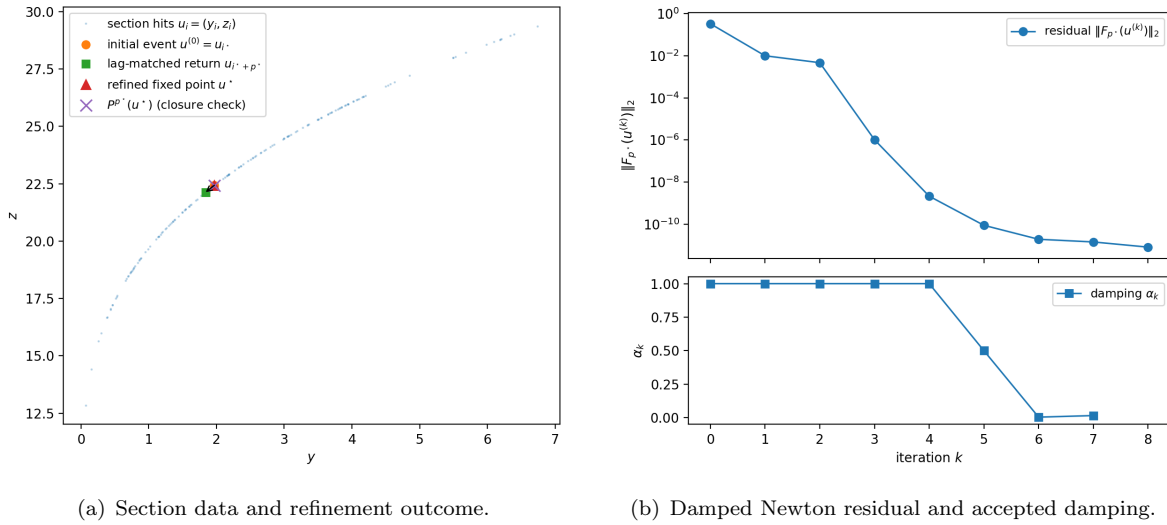 section hits u_i = (y_i, z_i)
initial event u^(0) = u_i⋆
lag-matched return u_i⋆+p⋆
refined fixed point u⋆
P^p⋆(u⋆) (closure check)
30.0
27.5
25.0
22.5
20.0
17.5
15.0
12.5
z
0 1 2 3 4 5 6 7
y
(a) Section data and refinement outcome.
residual ‖F_p⋆(u^(k))‖_2
10^0
10^−2
10^−4
10^−6
10^−8
10^−10
‖F_p⋆(u^(k))‖_2
damping α_k
1.00
0.75
0.50
0.25
0.00
α_k
0 1 2 3 4 5 6 7 8
iteration k
(b) Damped Newton residual and accepted damping.